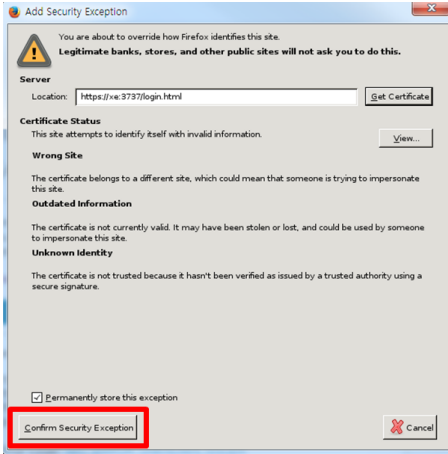 Add Security Exception
You are about to override how Firefox identifies this site.
Legitimate banks, stores, and other public sites will not ask you to do this.
Server
Location: https://xe:3737/login.html Get Certificate
Certificate Status
This site attempts to identify itself with invalid information. View...
Wrong Site
The certificate belongs to a different site, which could mean that someone is trying to impersonate
this site.
Outdated Information
The certificate is not currently valid. It may have been stolen or lost, and could be used by someone
to impersonate this site.
Unknown Identity
The certificate is not trusted because it hasn't been verified as issued by a trusted authority using a
secure signature.
Permanently store this exception
Confirm Security Exception Cancel